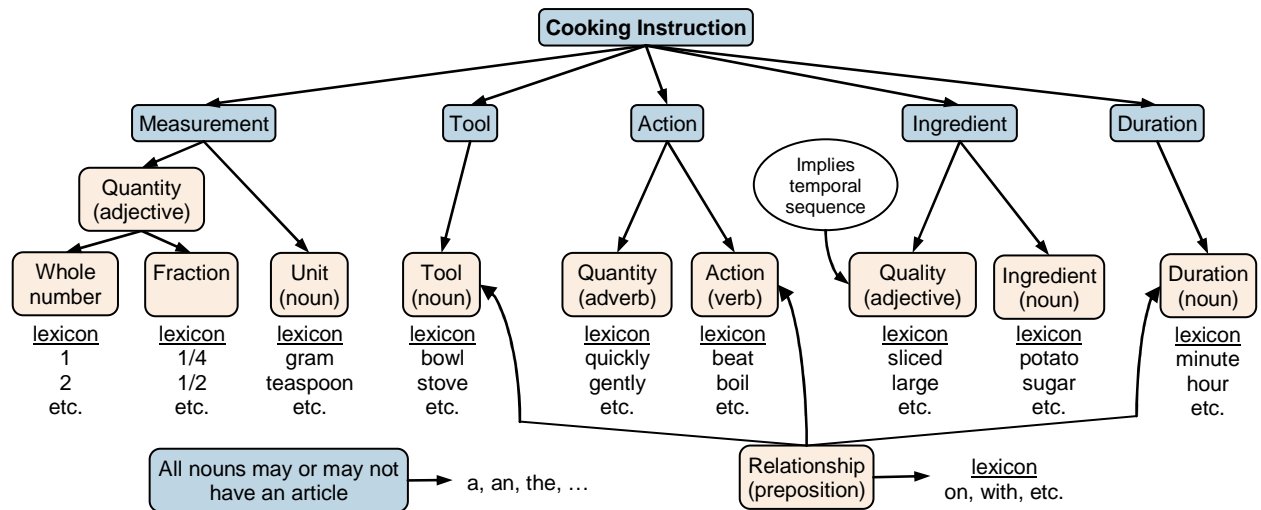 Cooking Instruction
Measurement
Tool
Action
Ingredient
Duration
Implies
temporal
sequence
Quantity
(adjective)
Whole
number
Fraction
Unit
(noun)
Tool
(noun)
Quantity
(adverb)
Action
(verb)
Quality
(adjective)
Ingredient
(noun)
Duration
(noun)
lexicon
1
2
etc.
lexicon
1/4
1/2
etc.
lexicon
gram
teaspoon
etc.
lexicon
bowl
stove
etc.
lexicon
quickly
gently
etc.
lexicon
beat
boil
etc.
lexicon
sliced
large
etc.
lexicon
potato
sugar
etc.
lexicon
minute
hour
etc.
All nouns may or may not
have an article
a, an, the, …
Relationship
(preposition)
lexicon
on, with, etc.